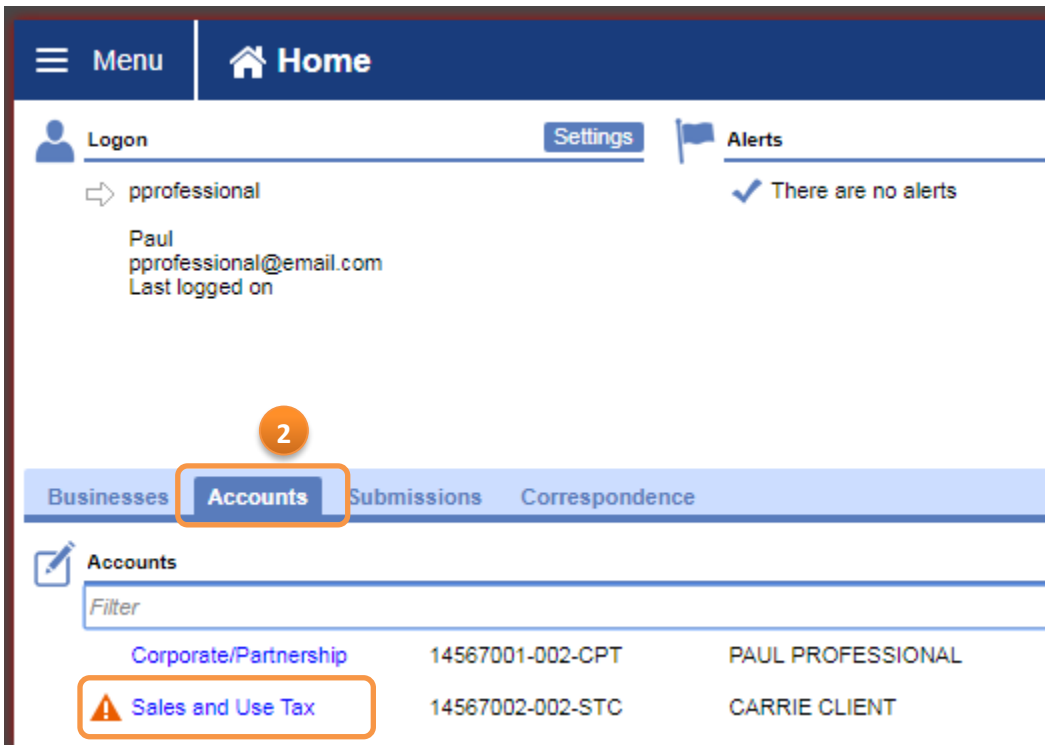 Menu Home
Logon Settings Alerts
pprofessional There are no alerts
Paul
pprofessional@email.com
Last logged on
2
Businesses Accounts Submissions Correspondence
Accounts
Filter
Corporate/Partnership 14567001-002-CPT PAUL PROFESSIONAL
Sales and Use Tax 14567002-002-STC CARRIE CLIENT